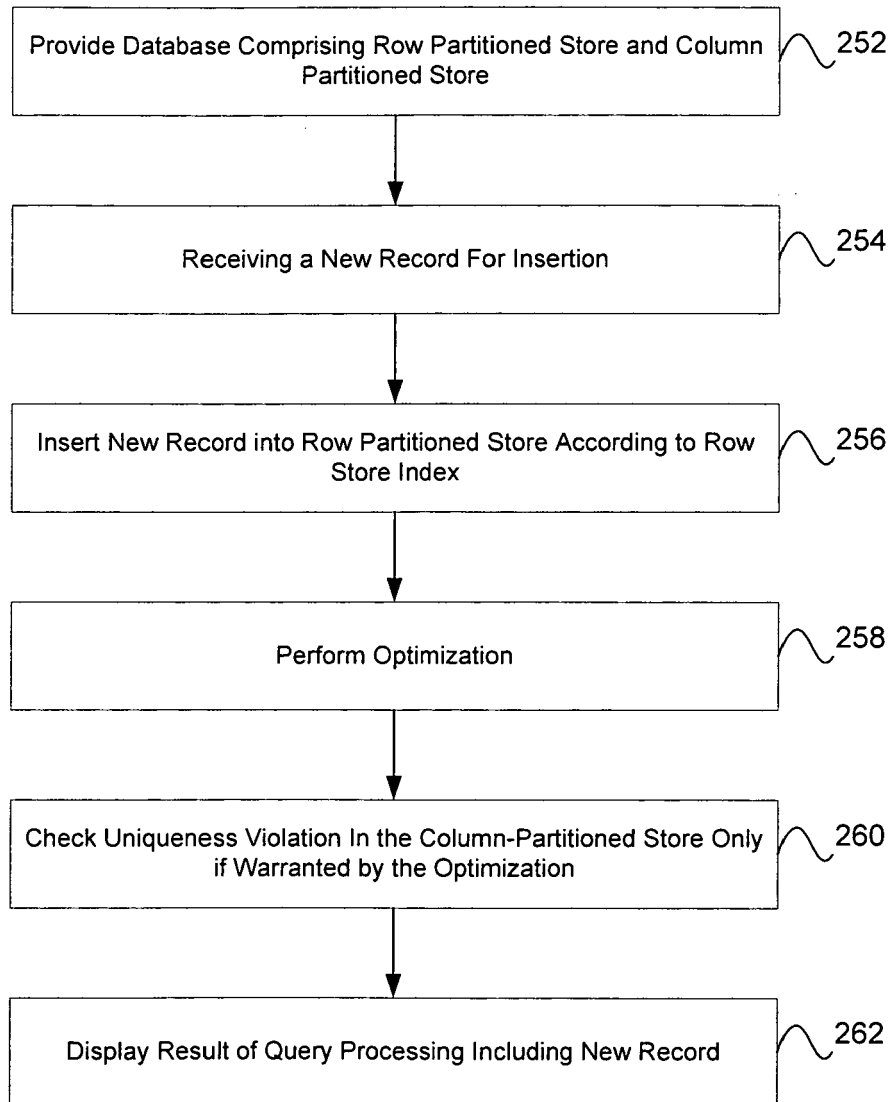 Provide Database Comprising Row Partitioned Store and Column
Partitioned Store
252
Receiving a New Record For Insertion
254
Insert New Record into Row Partitioned Store According to Row
Store Index
256
Perform Optimization
258
Check Uniqueness Violation In the Column-Partitioned Store Only
if Warranted by the Optimization
260
Display Result of Query Processing Including New Record
262